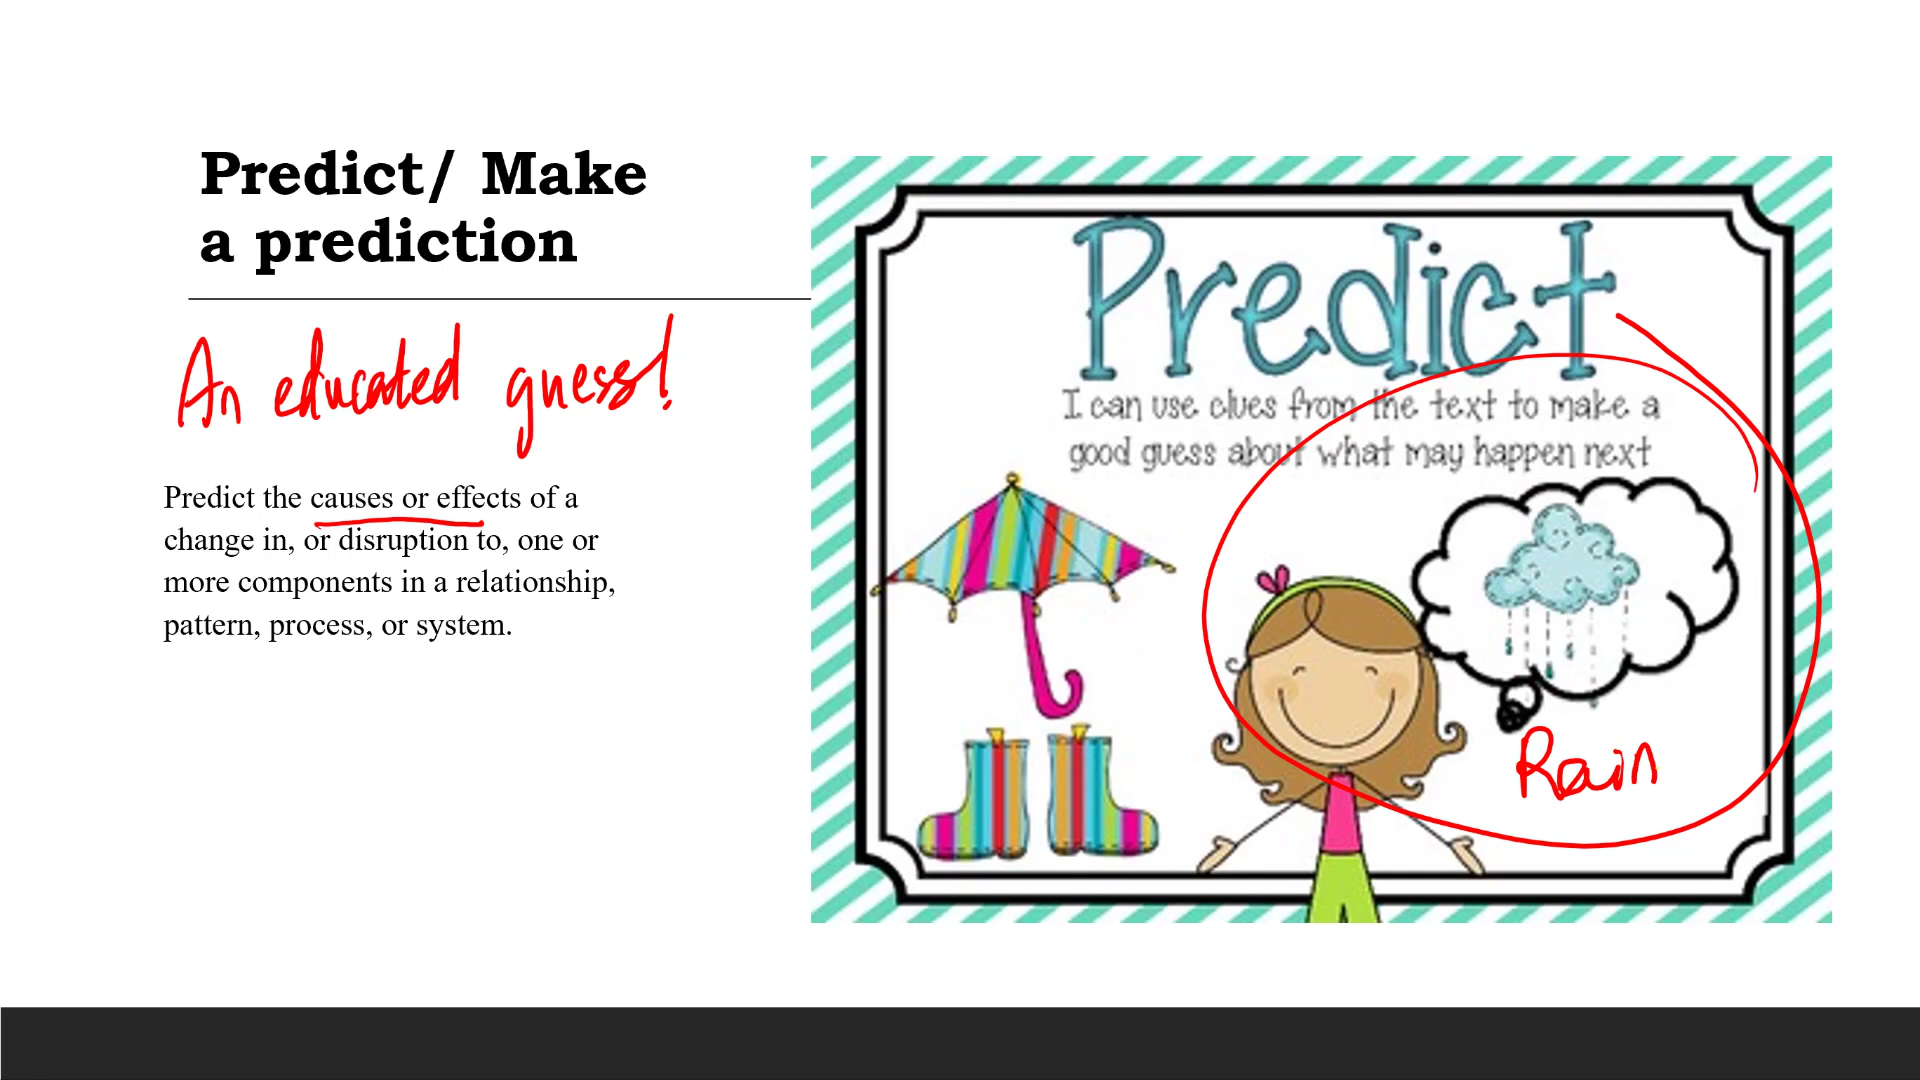 Predict/ Make
a prediction
An educated guess!
Predict the causes or effects of a
change in, or disruption to, one or
more components in a relationship,
pattern, process, or system.
Predict
I can use clues from the text to make a
good guess about what may happen next
Rain